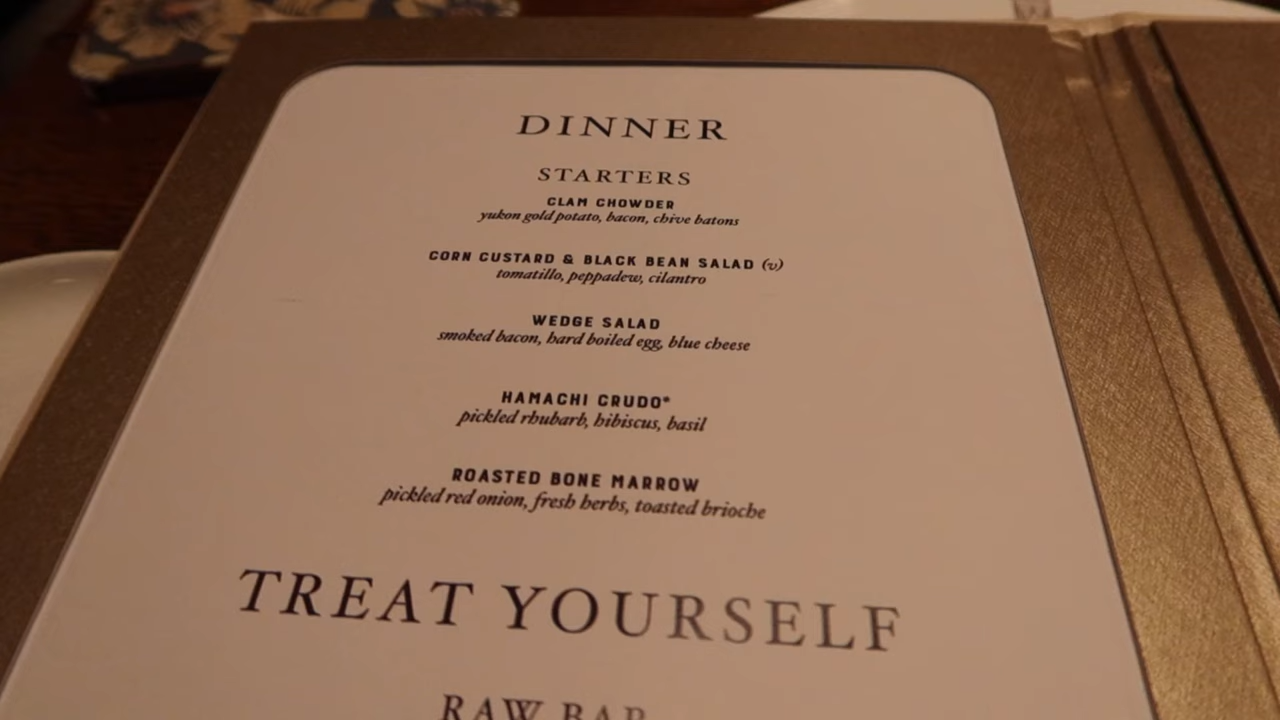 DINNER
STARTERS
CLAM CHOWDER
yukon gold potato, bacon, chive batons
CORN CUSTARD & BLACK BEAN SALAD (v)
tomatillo, peppadew, cilantro
WEDGE SALAD
smoked bacon, hard boiled egg, blue cheese
HAMACHI CRUDO*
pickled rhubarb, hibiscus, basil
ROASTED BONE MARROW
pickled red onion, fresh herbs, toasted brioche
TREAT YOURSELF
RAW BAR